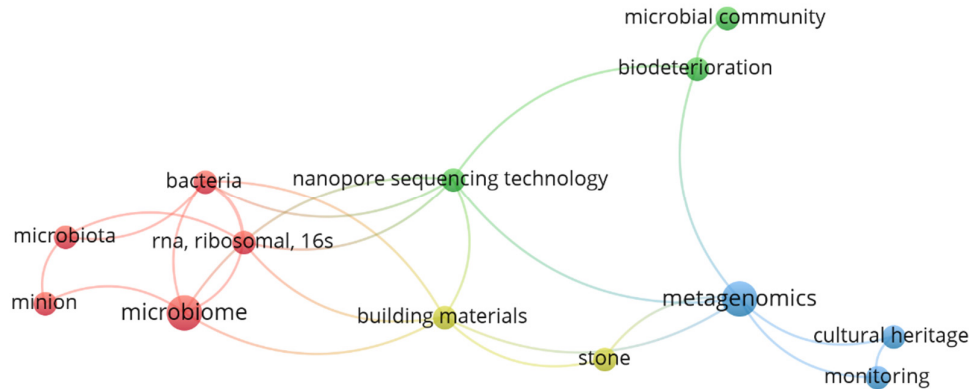 microbial community
biodeterioration
bacteria
nanopore sequencing technology
microbiota
rna, ribosomal, 16s
minion
microbiome
building materials
metagenomics
stone
cultural heritage
monitoring